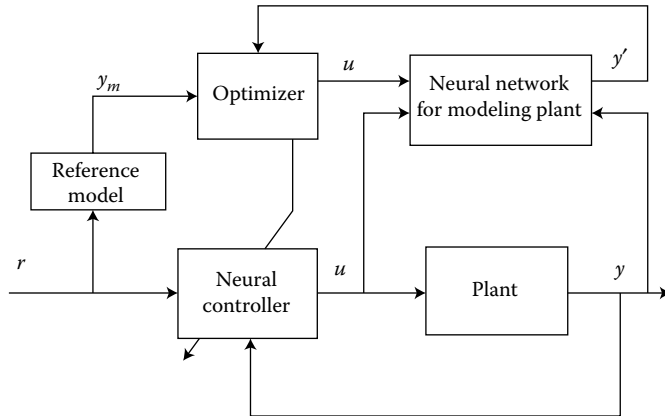 y′
u
y_m
Optimizer
Neural network
for modeling plant
Reference
model
r
Neural
controller
u
Plant
y